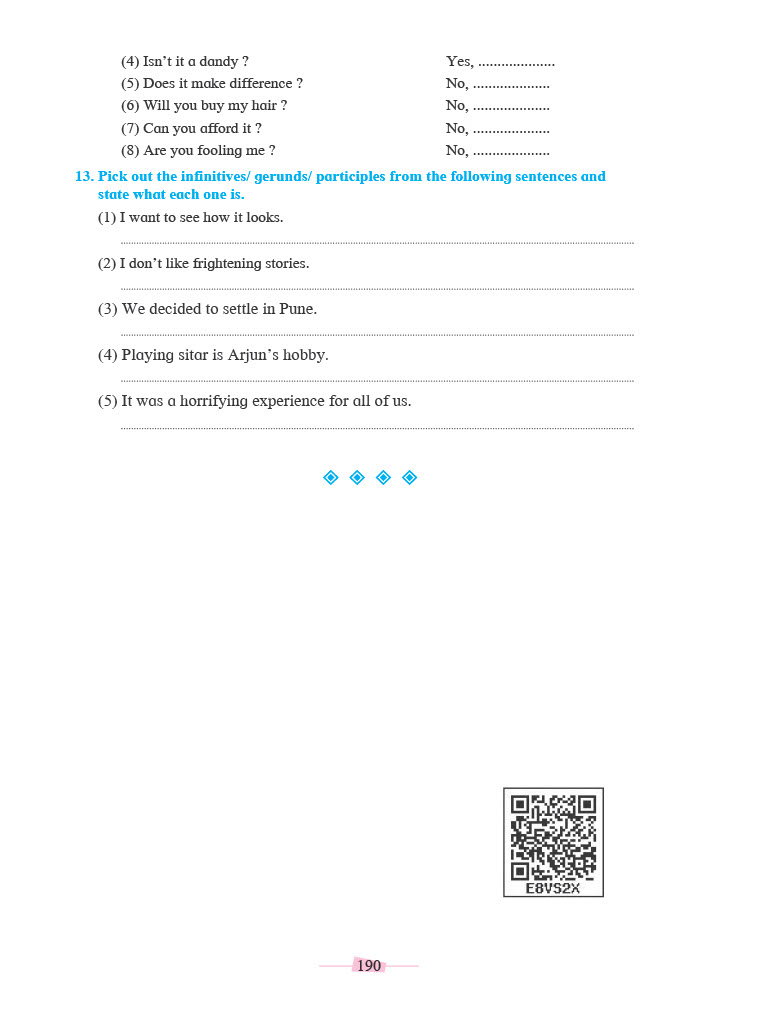 (4) Isn’t it a dandy ? Yes, ....................
(5) Does it make difference ? No, ....................
(6) Will you buy my hair ? No, ....................
(7) Can you afford it ? No, ....................
(8) Are you fooling me ? No, ....................
13. Pick out the infinitives/ gerunds/ participles from the following sentences and
state what each one is.
(1) I want to see how it looks.
(2) I don’t like frightening stories.
(3) We decided to settle in Pune.
(4) Playing sitar is Arjun’s hobby.
(5) It was a horrifying experience for all of us.
E8VS2X
190